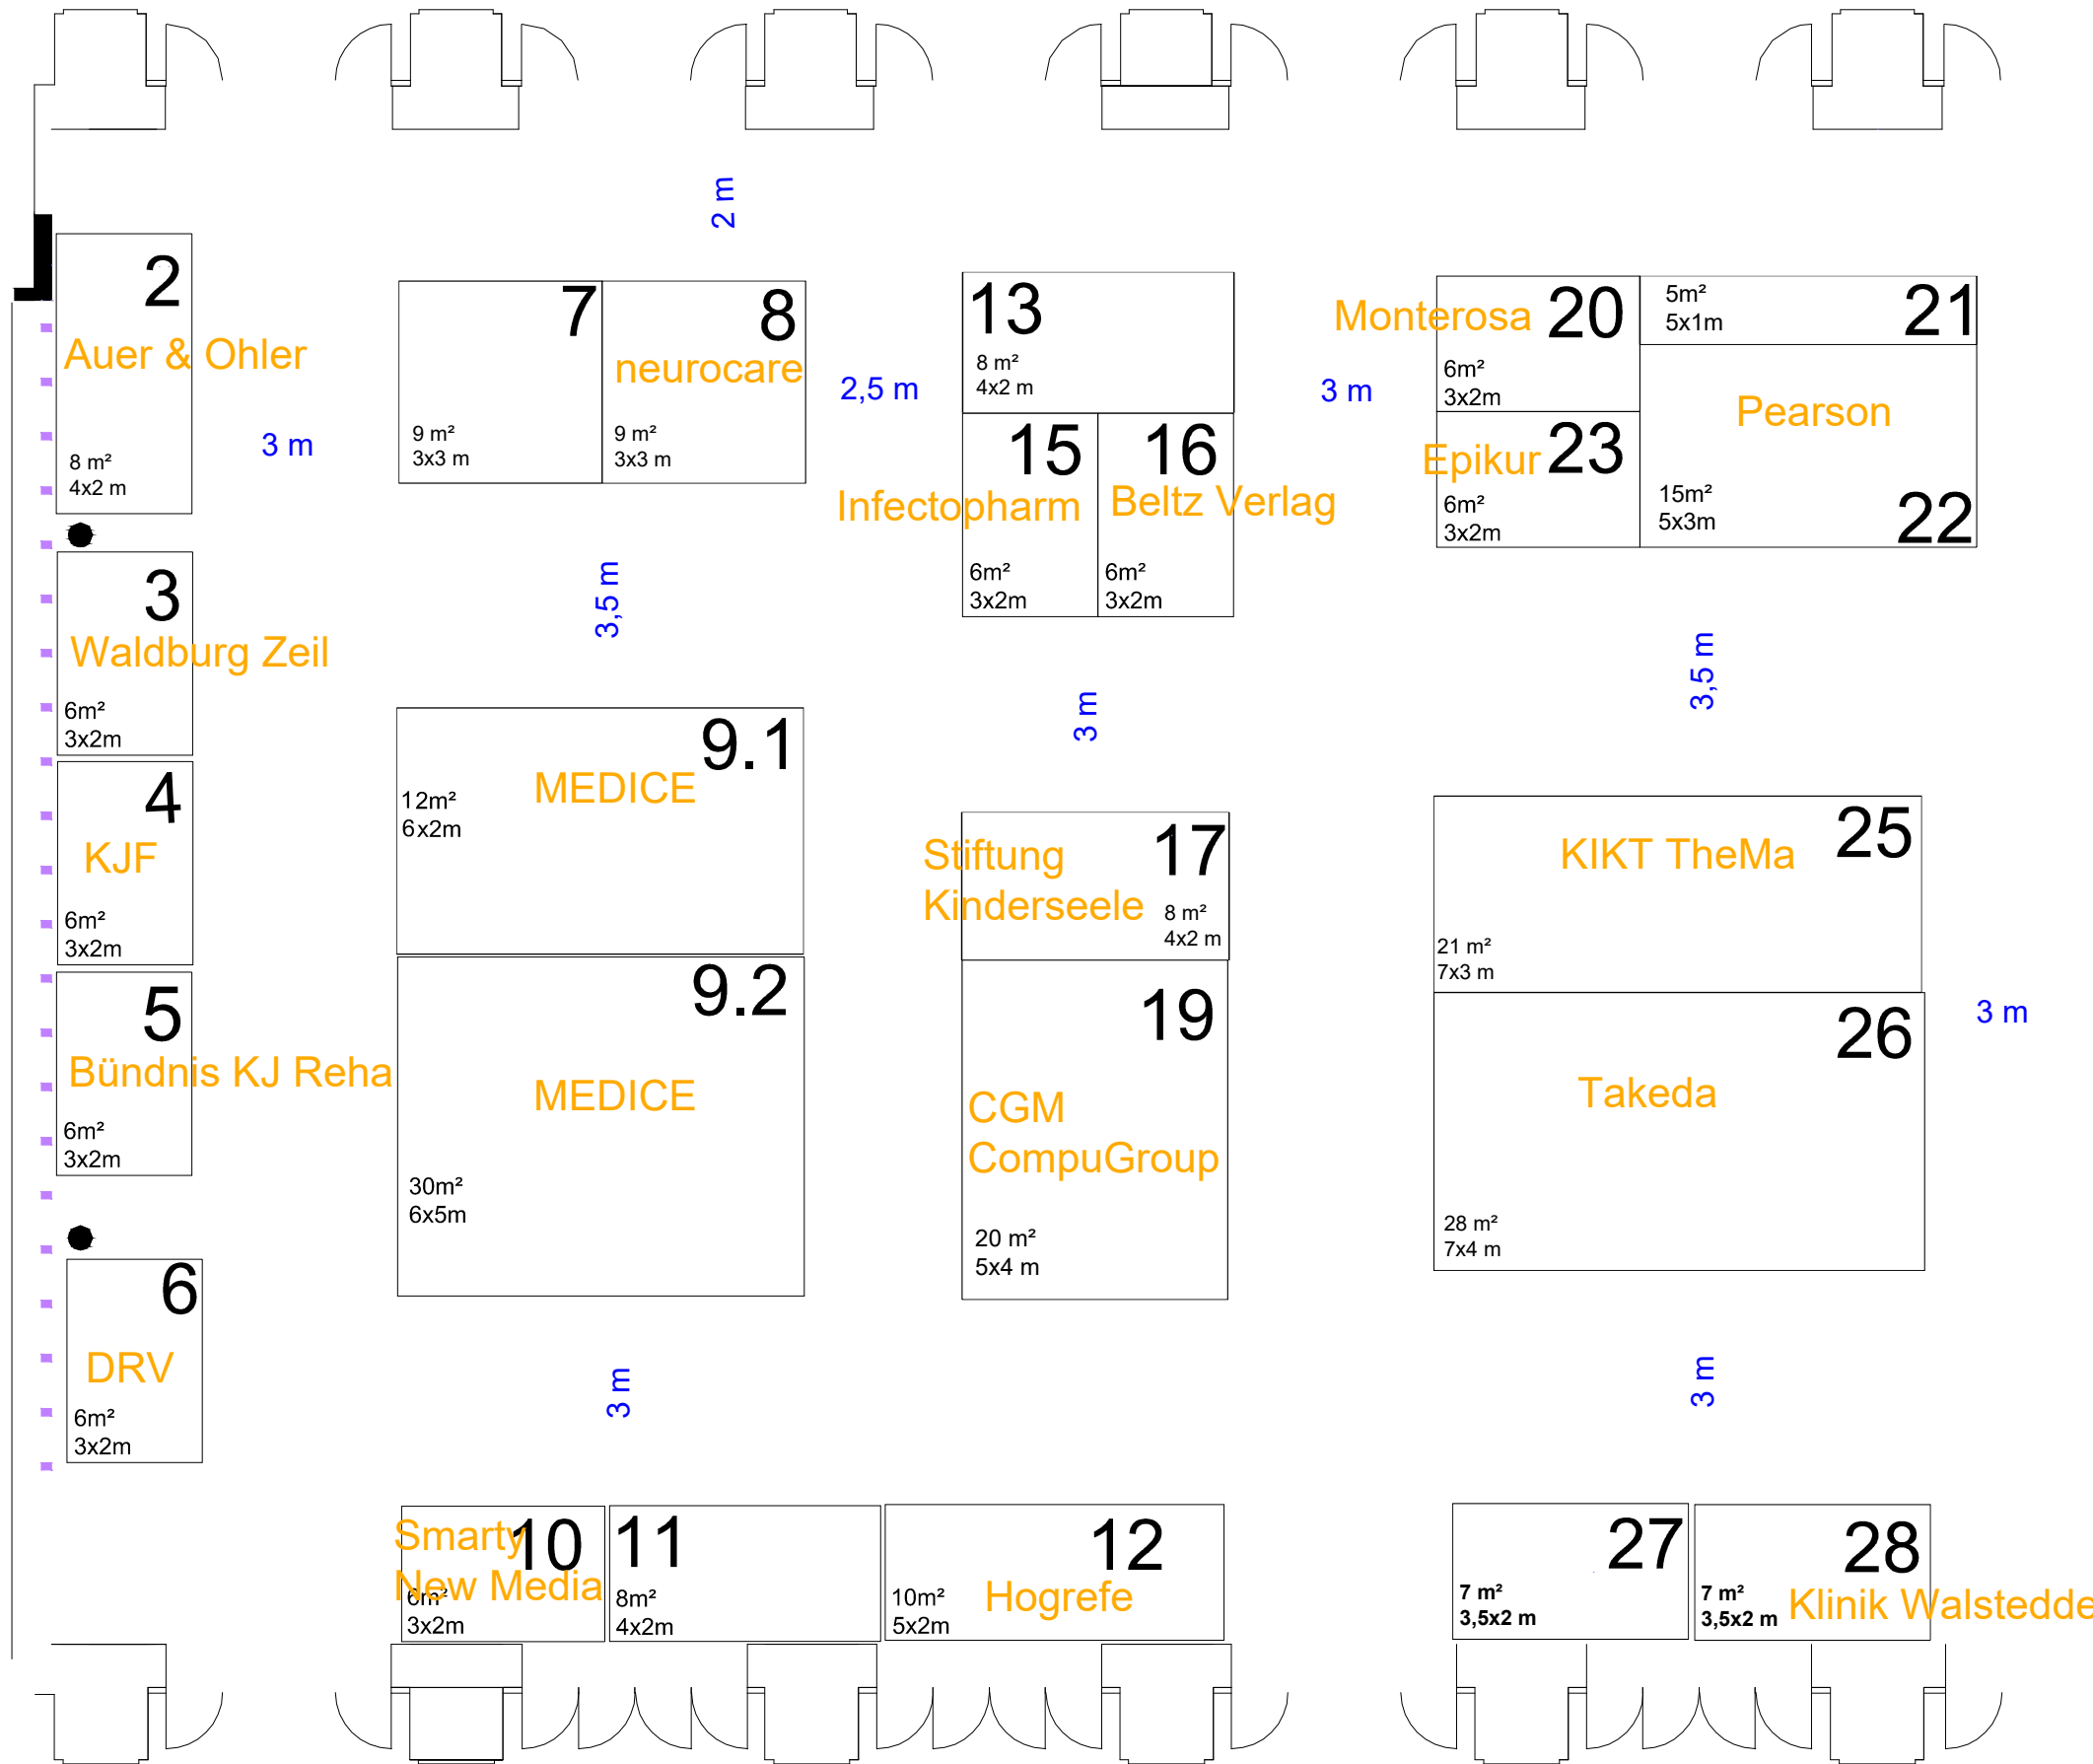 2 m
2
Auer & Ohler
8 m²
4x2 m
3 m
7
9 m²
3x3 m
8
neurocare
9 m²
3x3 m
2,5 m
13
8 m²
4x2 m
3 m
Monterosa 20
6m²
3x2m
5m²
5x1m
21
Pearson
15m²
5x3m
22
Epikur 23
6m²
3x2m
15
Infectopharm
6m²
3x2m
16
Beltz Verlag
6m²
3x2m
3
Waldburg Zeil
6m²
3x2m
3,5 m
3 m
3,5 m
4
KJF
6m²
3x2m
9.1
MEDICE
12m²
6x2m
17
Stiftung
Kinderseele
8 m²
4x2 m
25
KIKT TheMa
21 m²
7x3 m
5
Bündnis KJ Reha
6m²
3x2m
9.2
MEDICE
30m²
6x5m
19
CGM
CompuGroup
20 m²
5x4 m
26
Takeda
28 m²
7x4 m
3 m
6
DRV
6m²
3x2m
3 m
3 m
10
Smarty
New Media
6m²
3x2m
11
8m²
4x2m
12
Hogrefe
10m²
5x2m
27
7 m²
3,5x2 m
28
7 m²
3,5x2 m
Klinik Walstedde